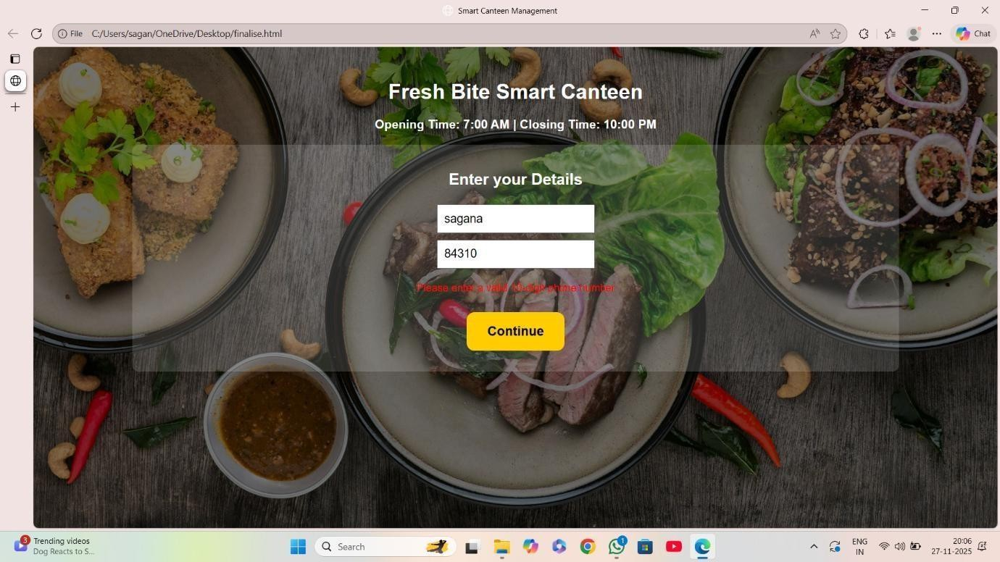 Smart Canteen Management
File C:/Users/sagan/OneDrive/Desktop/finalise.html
Chat
Fresh Bite Smart Canteen
Opening Time: 7:00 AM | Closing Time: 10:00 PM
Enter your Details
sagana
84310
Please enter a valid 10-digit phone number
Continue
3 Trending videos
Dog Reacts to S...
Search
1
ENG
IN
20:06
27-11-2025